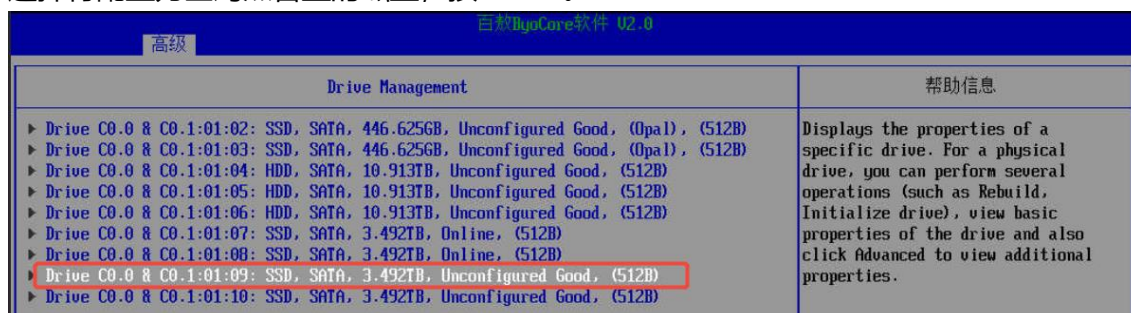 百敖ByoCore软件 V2.0
高级
Drive Management
帮助信息
Drive C0.0 & C0.1:01:02: SSD, SATA, 446.625GB, Unconfigured Good, (Opal), (512B)
Drive C0.0 & C0.1:01:03: SSD, SATA, 446.625GB, Unconfigured Good, (Opal), (512B)
Drive C0.0 & C0.1:01:04: HDD, SATA, 10.913TB, Unconfigured Good, (512B)
Drive C0.0 & C0.1:01:05: HDD, SATA, 10.913TB, Unconfigured Good, (512B)
Drive C0.0 & C0.1:01:06: HDD, SATA, 10.913TB, Unconfigured Good, (512B)
Drive C0.0 & C0.1:01:07: SSD, SATA, 3.492TB, Online, (512B)
Drive C0.0 & C0.1:01:08: SSD, SATA, 3.492TB, Online, (512B)
Drive C0.0 & C0.1:01:09: SSD, SATA, 3.492TB, Unconfigured Good, (512B)
Drive C0.0 & C0.1:01:10: SSD, SATA, 3.492TB, Unconfigured Good, (512B)
Displays the properties of a
specific drive. For a physical
drive, you can perform several
operations (such as Rebuild,
Initialize drive), view basic
properties of the drive and also
click Advanced to view additional
properties.